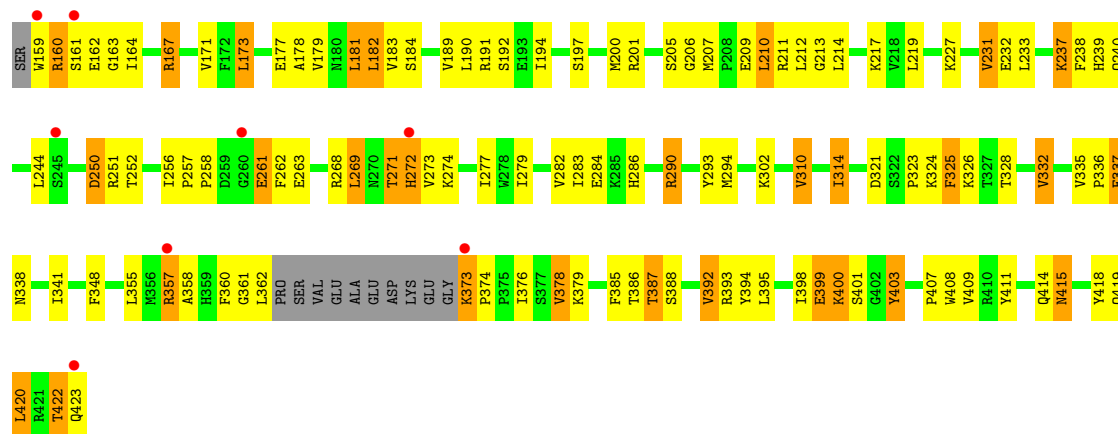 SER W159 R160 S161 E162 G163 I164 R167 V171 F172 L173 E177 A178 V179 N180 L181 L182 V183 S184 V189 L190 R191 S192 E193 I194 S197 M200 R201 S205 G206 M207 P208 E209 L210 R211 L212 G213 L214 K217 V218 L219 K227 V231 E232 L233 K237 F238 H239
L244 S245 D250 R251 T252 I256 P257 P258 D259 G260 E261 F262 E263 R268 L269 N270 T271 H272 V273 K274 I277 W278 I279 V282 I283 E284 K285 H286 R290 Y293 M294 K302 V310 I314 D321 S322 P323 K324 F325 K326 T327 T328 V332 V335 P336 E337
N338 I341 F348 L355 M356 R357 A358 H359 F360 G361 L362 PRO SER VAL GLU ALA GLU ASP LYS GLU GLY K373 P374 P375 I376 S377 V378 K379 F385 T386 T387 S388 V392 R393 Y394 L395 I398 E399 K400 S401 G402 Y403 P407 W408 V409 R410 Y411 Q414 N415 Y418
L420 R421 T422 Q423